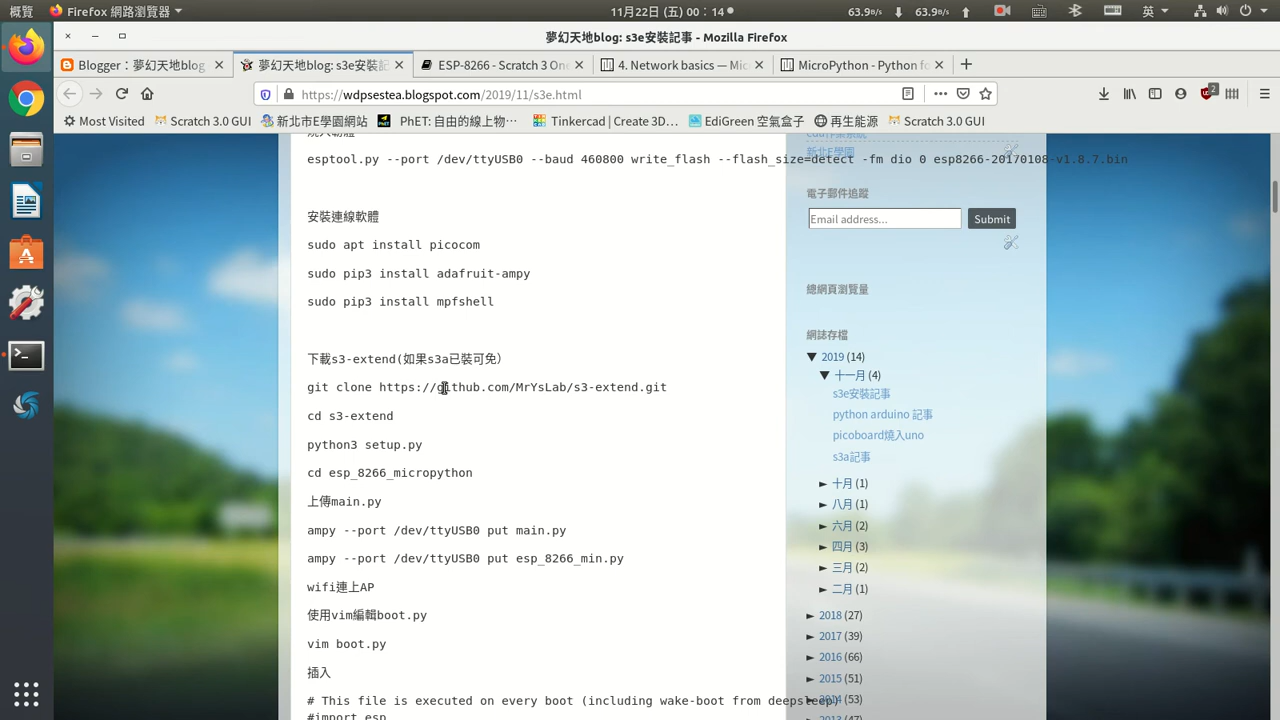 概覽 Firefox 網路瀏覽器 11月22日 (五) 00：14 63.9B/s 63.9B/s 英
夢幻天地blog: s3e安裝記事 - Mozilla Firefox
Blogger：夢幻天地blog 夢幻天地blog: s3e安裝記 ESP-8266 - Scratch 3 One 4. Network basics — Mic MicroPython - Python fo
https://wdpsestea.blogspot.com/2019/11/s3e.html
Most Visited Scratch 3.0 GUI 新北市E學園網站 PhET: 自由的線上物… Tinkercad | Create 3D… EdiGreen 空氣盒子 再生能源 Scratch 3.0 GUI
新北E學園
esptool.py --port /dev/ttyUSB0 --baud 460800 write_flash --flash_size=detect -fm dio 0 esp8266-20170108-v1.8.7.bin
電子郵件追蹤
Email address... Submit
安裝連線軟體
sudo apt install picocom
sudo pip3 install adafruit-ampy
sudo pip3 install mpfshell
總網頁瀏覽量
網誌存檔
下載s3-extend(如果s3a已裝可免)
git clone https://github.com/MrYsLab/s3-extend.git
cd s3-extend
python3 setup.py
cd esp_8266_micropython
上傳main.py
ampy --port /dev/ttyUSB0 put main.py
ampy --port /dev/ttyUSB0 put esp_8266_min.py
wifi連上AP
使用vim編輯boot.py
vim boot.py
插入
# This file is executed on every boot (including wake-boot from deepsleep)
#import esp
▼ 2019 (14)
▼ 十一月 (4)
s3e安裝記事
python arduino 記事
picoboard燒入uno
s3a記事
► 十月 (1)
► 八月 (1)
► 六月 (2)
► 四月 (3)
► 三月 (2)
► 二月 (1)
► 2018 (27)
► 2017 (39)
► 2016 (66)
► 2015 (51)
► 2014 (53)